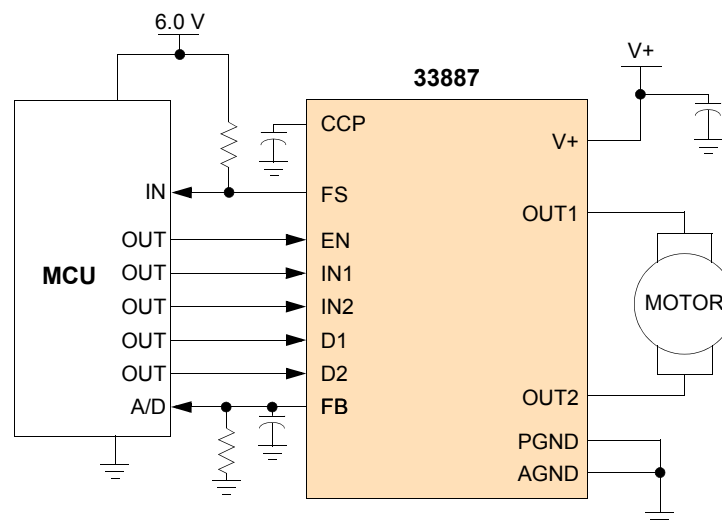 6.0 V
V+
33887
CCP
V+
IN
FS
OUT1
OUT
EN
MCU
OUT
IN1
OUT
IN2
MOTOR
OUT
D1
OUT
D2
A/D
FB
OUT2
PGND
AGND